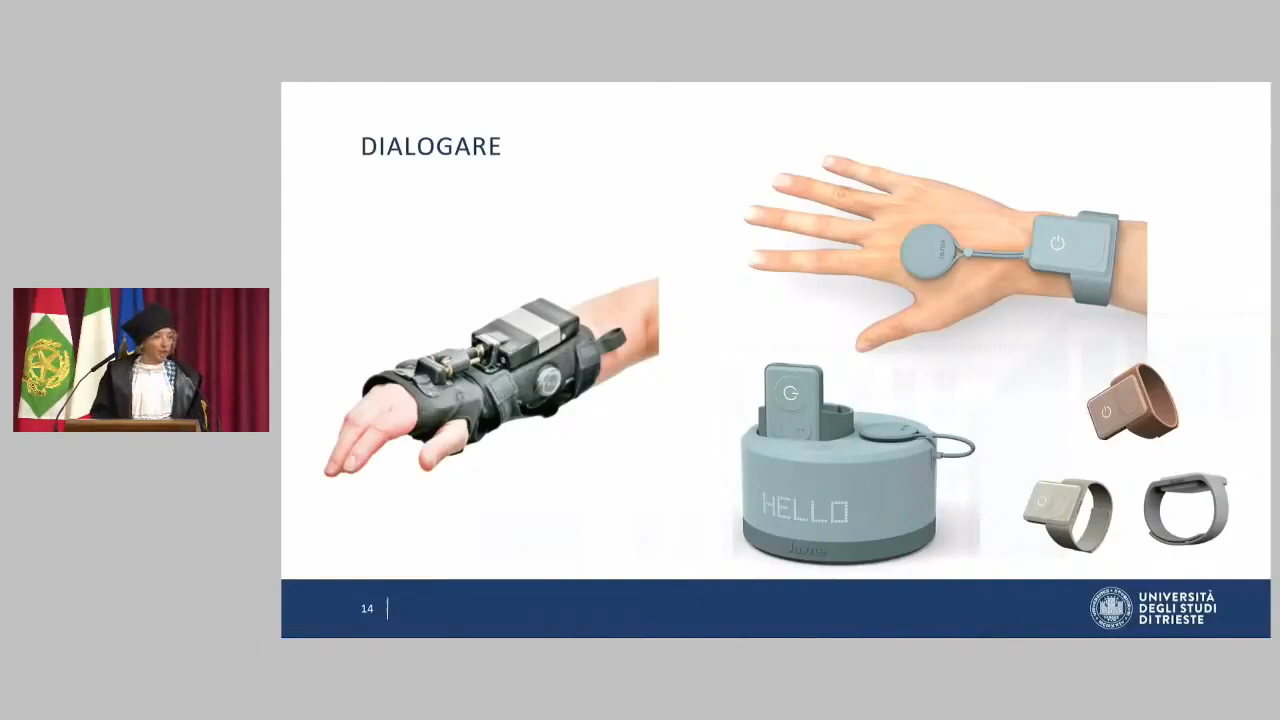 DIALOGARE
HELLO
14
UNIVERSITÀ
DEGLI STUDI
DI TRIESTE